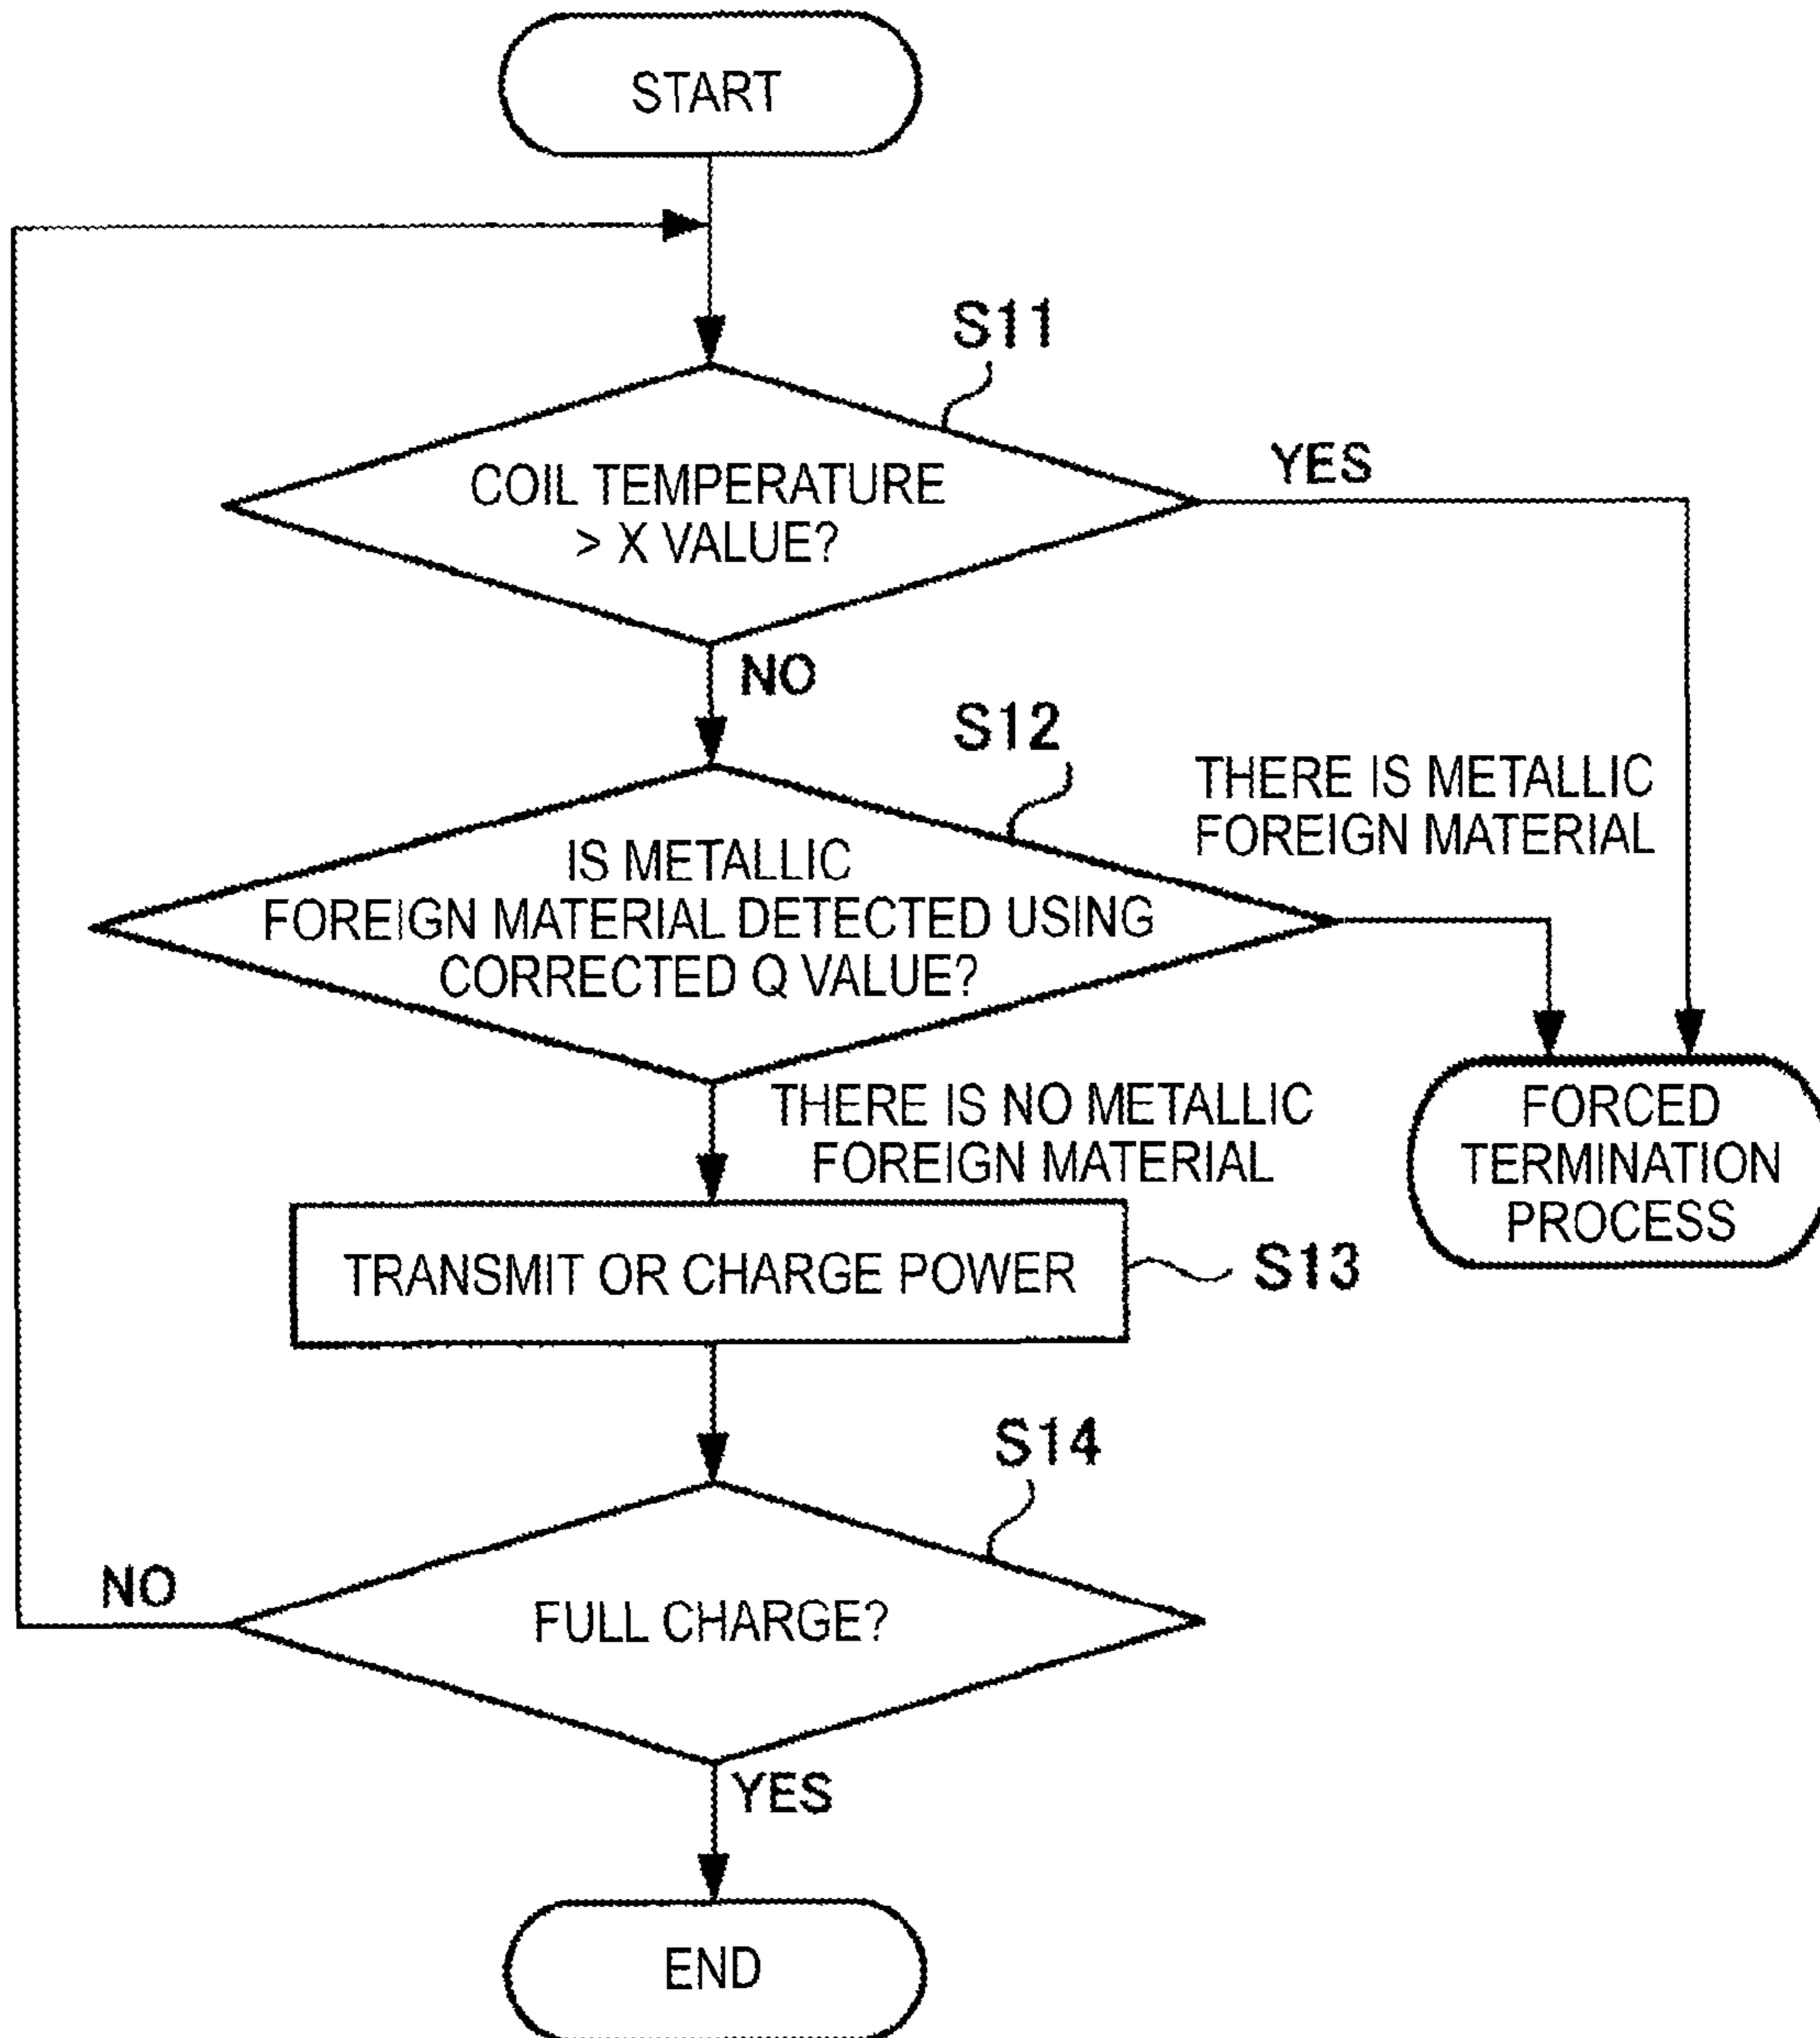 START
S11
COIL TEMPERATURE
> X VALUE?
YES
NO
S12
THERE IS METALLIC
FOREIGN MATERIAL
IS METALLIC
FOREIGN MATERIAL DETECTED USING
CORRECTED Q VALUE?
THERE IS NO METALLIC
FOREIGN MATERIAL
FORCED
TERMINATION
PROCESS
TRANSMIT OR CHARGE POWER
S13
S14
NO
FULL CHARGE?
YES
END